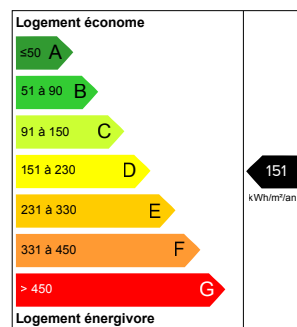 Logement économe
≤50 A
51 à 90 B
91 à 150 C
151 à 230 D
151
kWh/m²/an
231 à 330 E
331 à 450 F
> 450 G
Logement énergivore